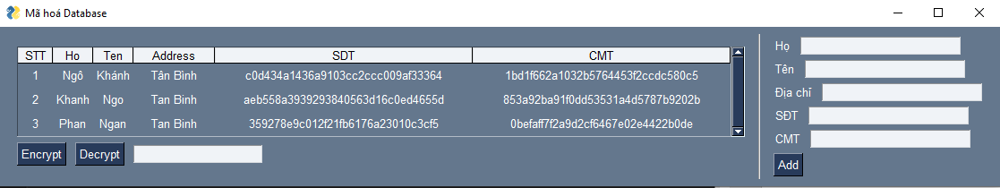 Mã hoá Database
STT Ho Ten Address SDT CMT
1 Ngô Khánh Tân Bình c0d434a1436a9103cc2ccc009af33364 1bd1f662a1032b5764453f2ccdc580c5
2 Khanh Ngo Tan Binh aeb558a3939293840563d16c0ed4655d 853a92ba91f0dd53531a4d5787b9202b
3 Phan Ngan Tan Binh 359278e9c012f21fb6176a23010c3cf5 0befaff7f2a9d2cf6467e02e4422b0de
Encrypt Decrypt
Họ
Tên
Địa chỉ
SĐT
CMT
Add